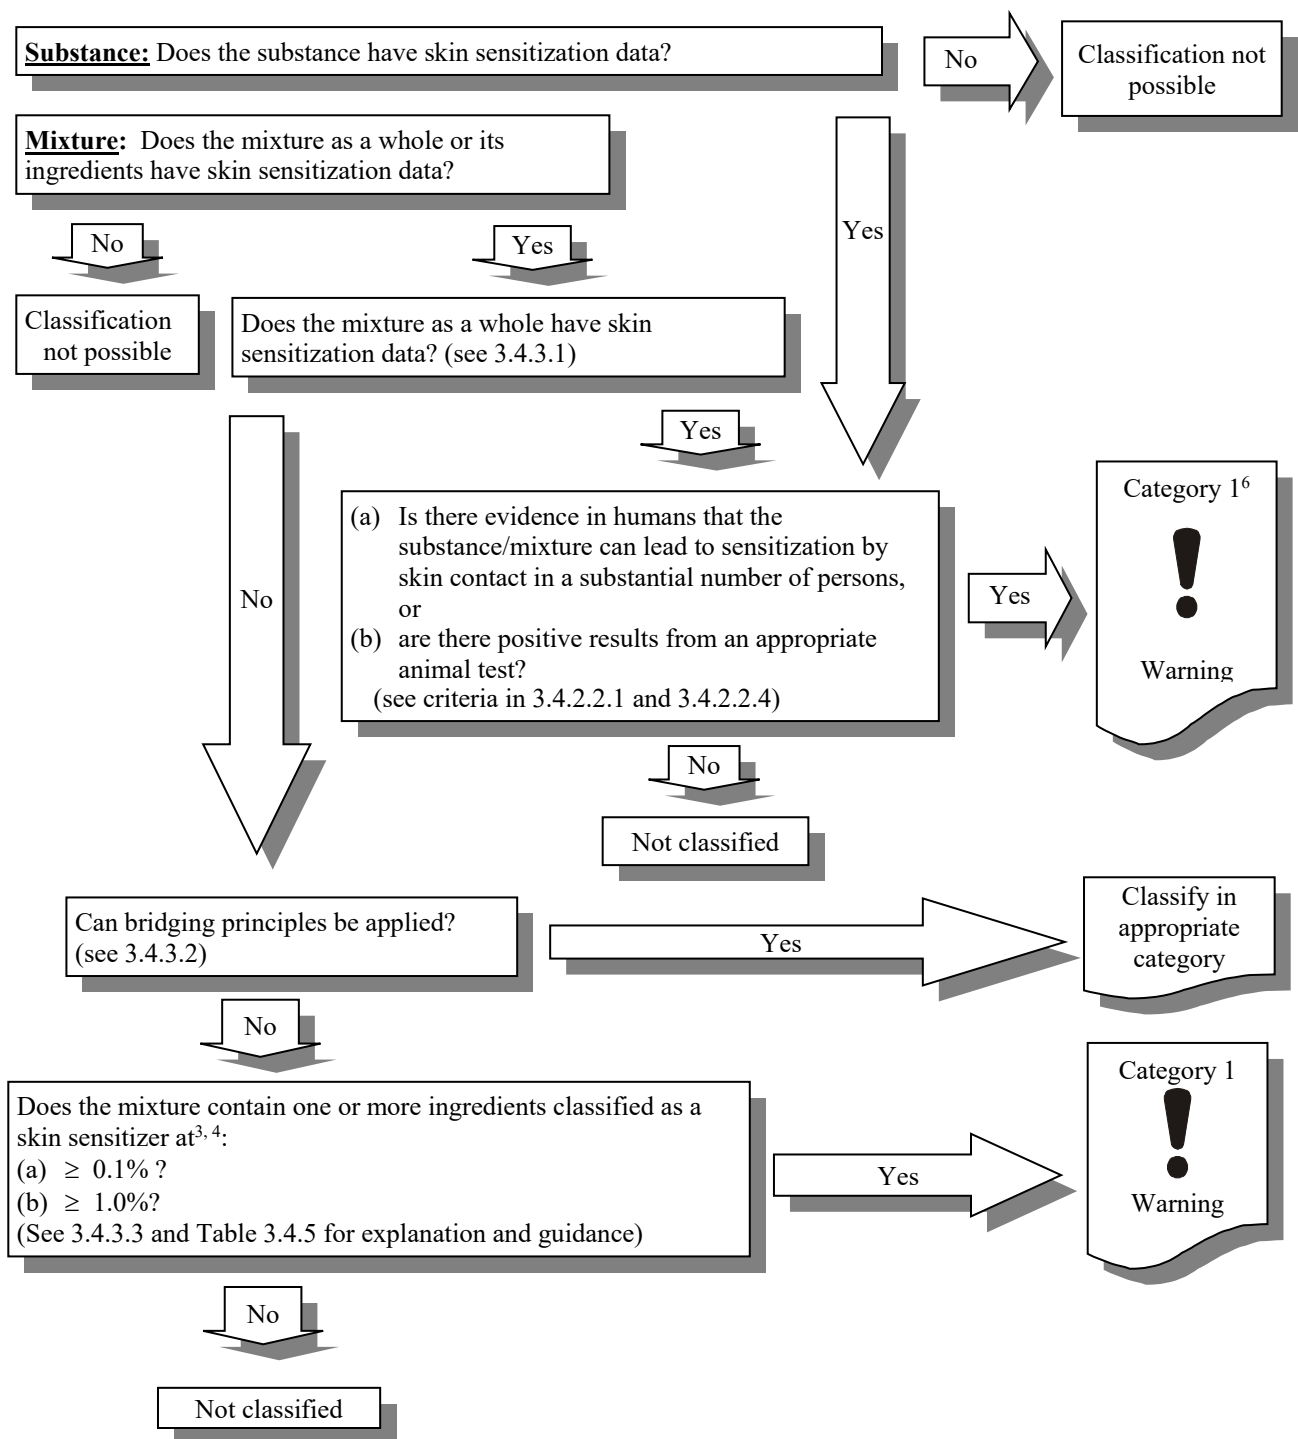 Substance: Does the substance have skin sensitization data?
No
Classification not
possible
Mixture: Does the mixture as a whole or its
ingredients have skin sensitization data?
Yes
No
Yes
Classification
not possible
Does the mixture as a whole have skin
sensitization data? (see 3.4.3.1)
Yes
No
(a) Is there evidence in humans that the
substance/mixture can lead to sensitization by
skin contact in a substantial number of persons,
or
(b) are there positive results from an appropriate
animal test?
(see criteria in 3.4.2.2.1 and 3.4.2.2.4)
Yes
Category 1⁶
!
Warning
No
Not classified
Can bridging principles be applied?
(see 3.4.3.2)
Yes
Classify in
appropriate
category
No
Does the mixture contain one or more ingredients classified as a
skin sensitizer at³˒ ⁴:
(a) ≥ 0.1% ?
(b) ≥ 1.0%?
(See 3.4.3.3 and Table 3.4.5 for explanation and guidance)
Yes
Category 1
!
Warning
No
Not classified